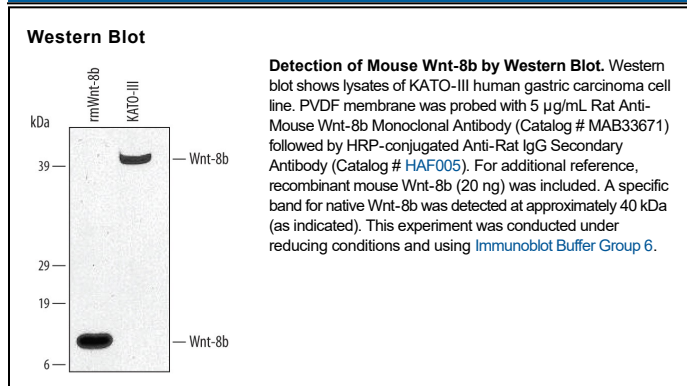 Western Blot
rmWnt-8b
KATO-III
kDa
39
Wnt-8b
29
19
Wnt-8b
6
Detection of Mouse Wnt-8b by Western Blot. Western
blot shows lysates of KATO-III human gastric carcinoma cell
line. PVDF membrane was probed with 5 µg/mL Rat Anti-
Mouse Wnt-8b Monoclonal Antibody (Catalog # MAB33671)
followed by HRP-conjugated Anti-Rat IgG Secondary
Antibody (Catalog # HAF005). For additional reference,
recombinant mouse Wnt-8b (20 ng) was included. A specific
band for native Wnt-8b was detected at approximately 40 kDa
(as indicated). This experiment was conducted under
reducing conditions and using Immunoblot Buffer Group 6.